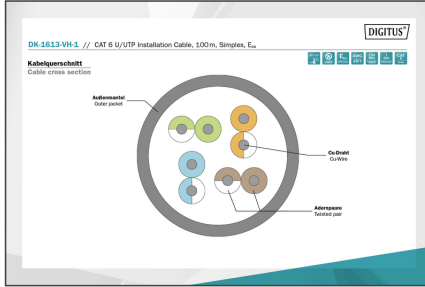 DIGITUS®
DK-1613-VH-1 // CAT 6 U/UTP Installation Cable, 100 m, Simplex, Eca
Kabelquerschnitt
Cable cross section
Außenmantel
Outer jacket
Cu-Draht
Cu-Wire
Adernpaare
Twisted pair